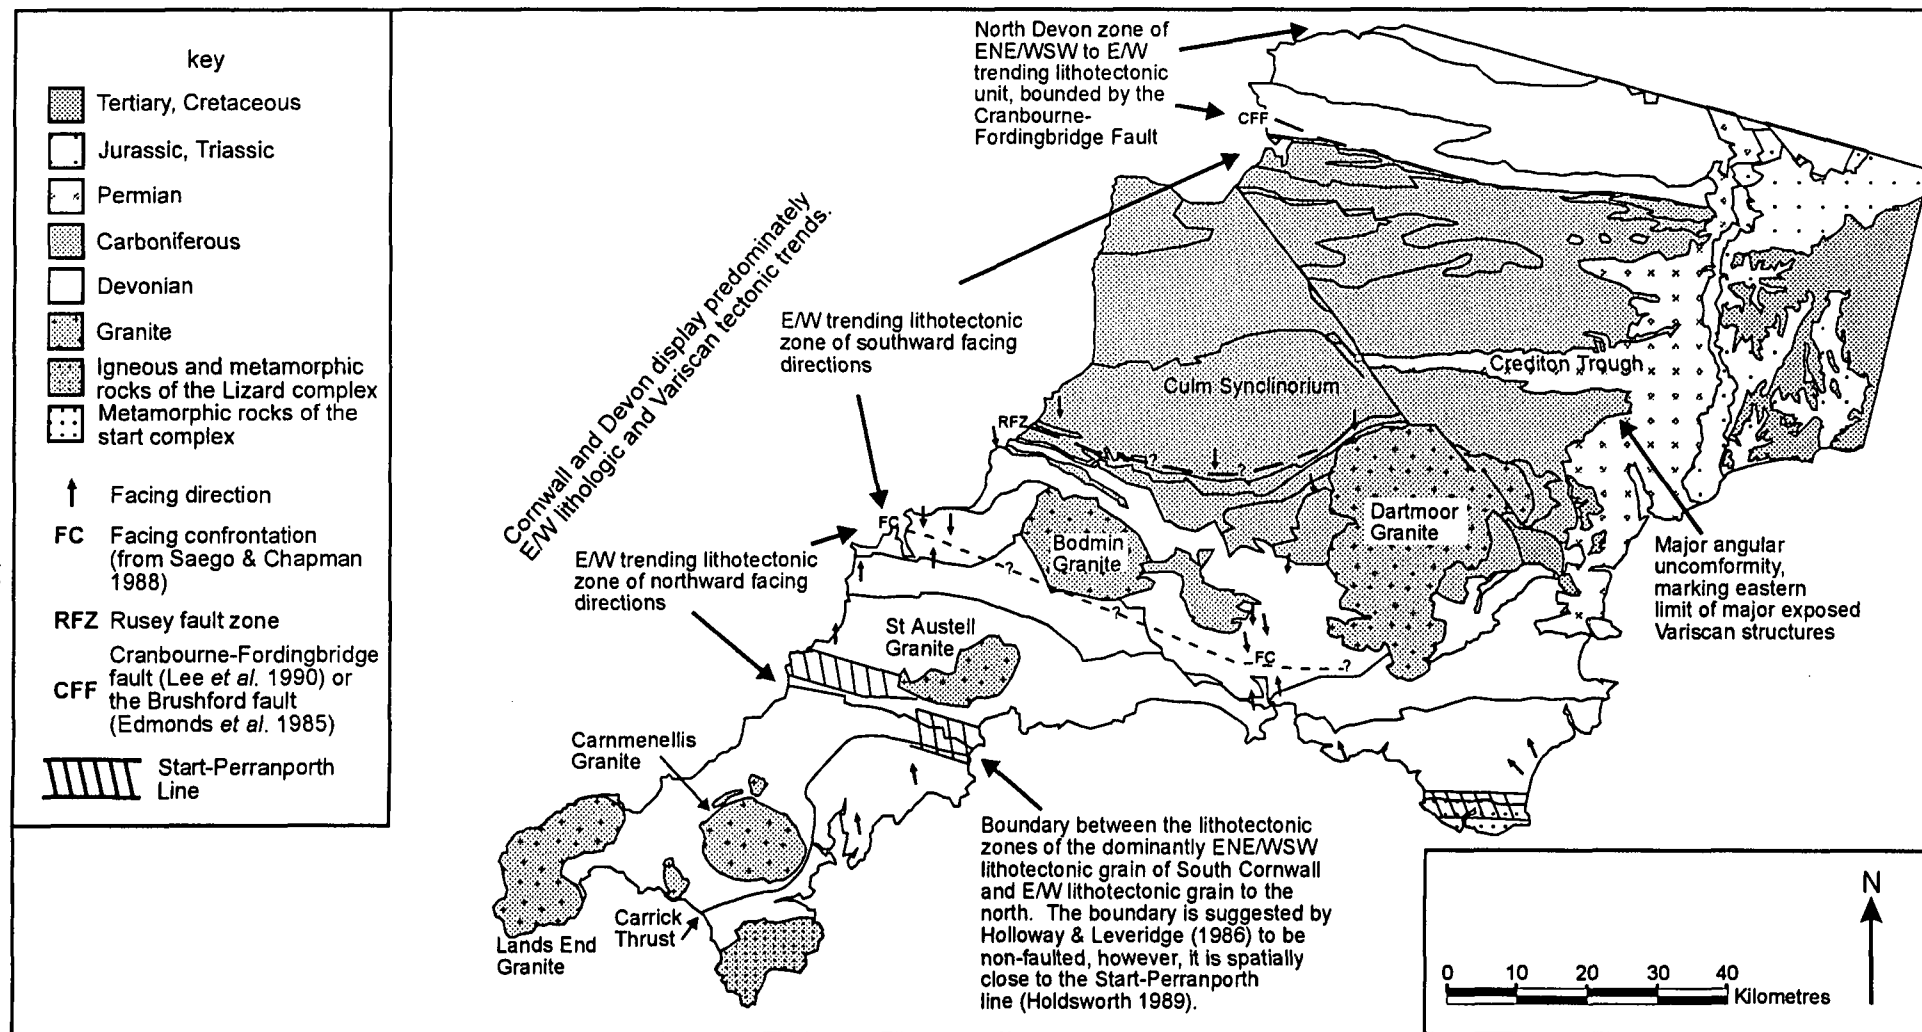 key
Tertiary, Cretaceous
Jurassic, Triassic
Permian
Carboniferous
Devonian
Granite
Igneous and metamorphic
rocks of the Lizard complex
Metamorphic rocks of the
start complex
Facing direction
FC Facing confrontation
(from Saego & Chapman
1988)
RFZ Rusey fault zone
CFF Cranbourne-Fordingbridge
fault (Lee et al. 1990) or
the Brushford fault
(Edmonds et al. 1985)
Start-Perranporth
Line
North Devon zone of
ENE/WSW to E/W
trending lithotectonic
unit, bounded by the
Cranbourne-
Fordingbridge Fault
CFF
Cornwall and Devon display predominately
E/W lithologic and Variscan tectonic trends.
E/W trending lithotectonic
zone of southward facing
directions
Crediton Trough
Culm Synclinorium
RFZ
?
?
Dartmoor
Granite
FC
Bodmin
Granite
?
?
E/W trending lithotectonic
zone of northward facing
directions
Major angular
uncomformity,
marking eastern
limit of major exposed
Variscan structures
St Austell
Granite
FC
?
Carnmenellis
Granite
Boundary between the lithotectonic
zones of the dominantly ENE/WSW
lithotectonic grain of South Cornwall
and E/W lithotectonic grain to the
north. The boundary is suggested by
Holloway & Leveridge (1986) to be
non-faulted, however, it is spatially
close to the Start-Perranporth
line (Holdsworth 1989).
Carrick
Thrust
Lands End
Granite
N
0 10 20 30 40
Kilometres